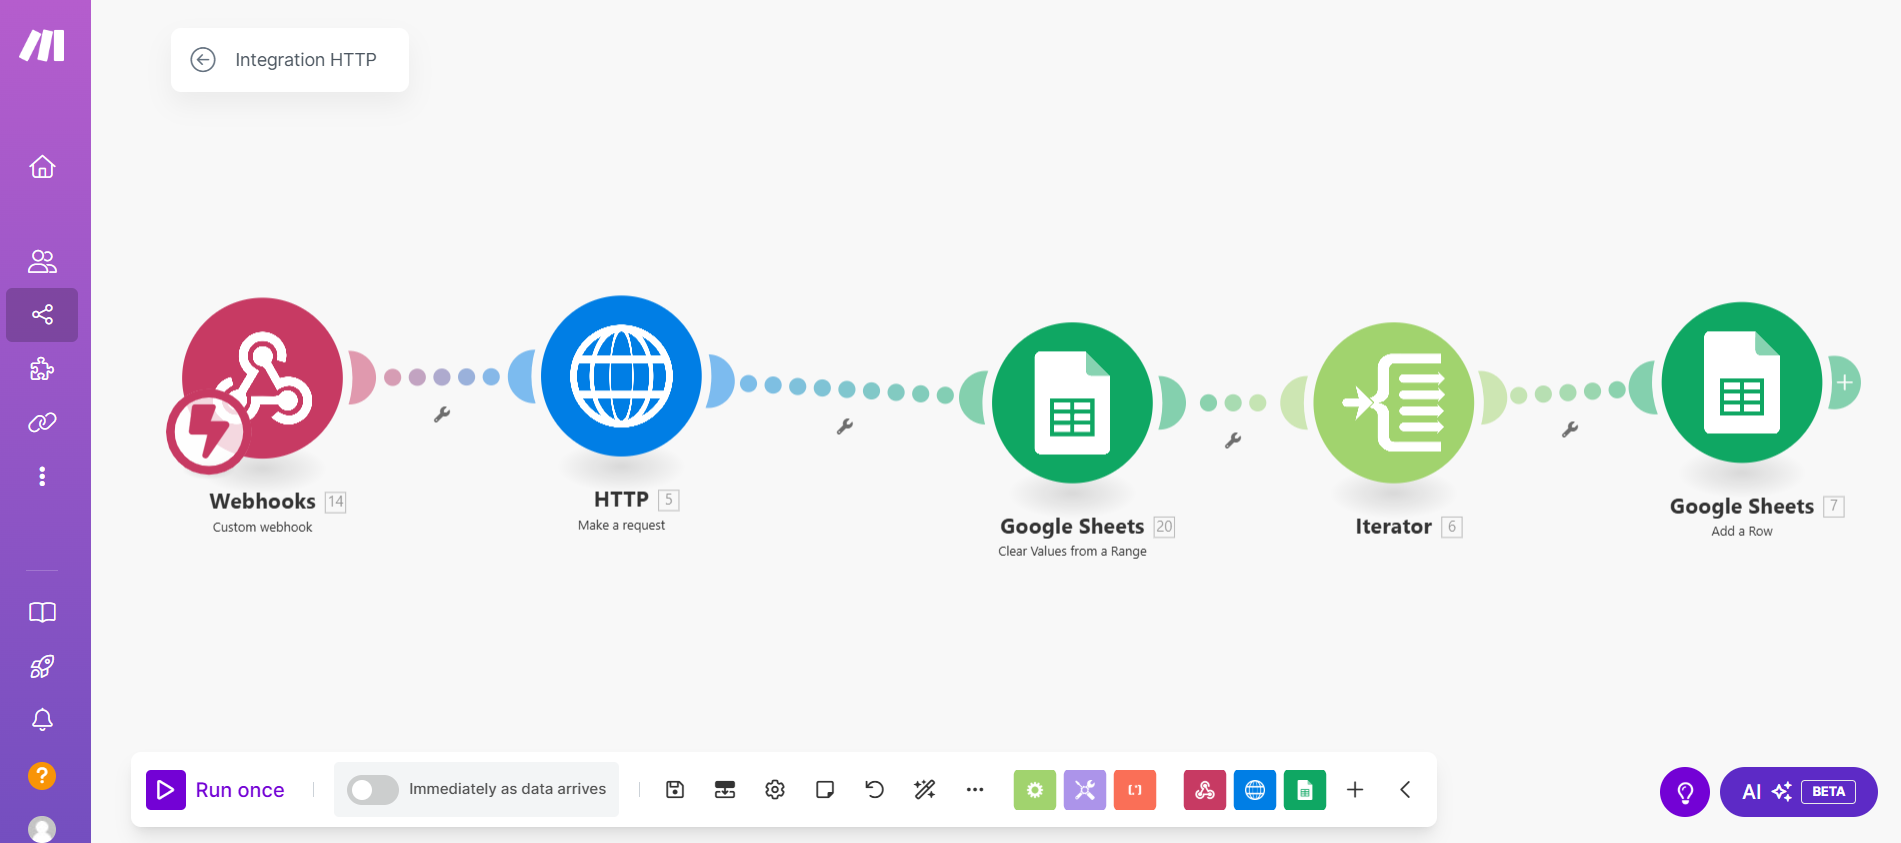 Integration HTTP
Webhooks 14
Custom webhook
HTTP 5
Make a request
Google Sheets 20
Clear Values from a Range
Iterator 6
Google Sheets 7
Add a Row
?
Run once
Immediately as data arrives
AI BETA